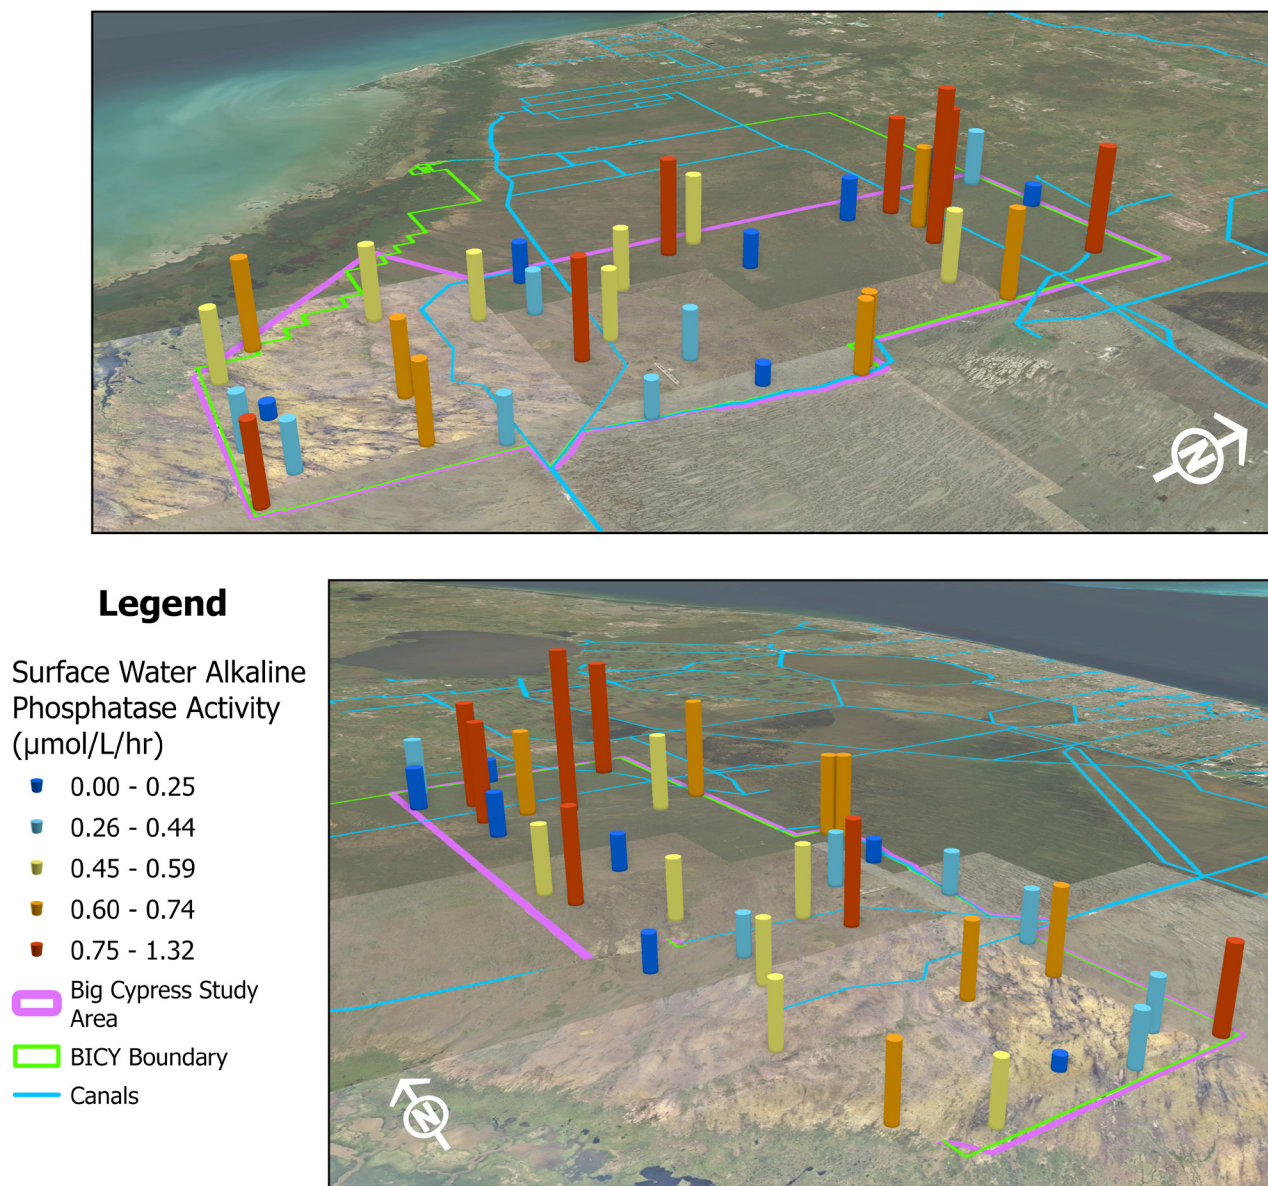 N
Legend
Surface Water Alkaline
Phosphatase Activity
(µmol/L/hr)
0.00 - 0.25
0.26 - 0.44
0.45 - 0.59
0.60 - 0.74
0.75 - 1.32
Big Cypress Study
Area
BICY Boundary
Canals
N